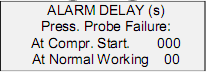 ALARM DELAY (s)
Press. Probe Failure:
At Compr. Start. 000
At Normal Working 00